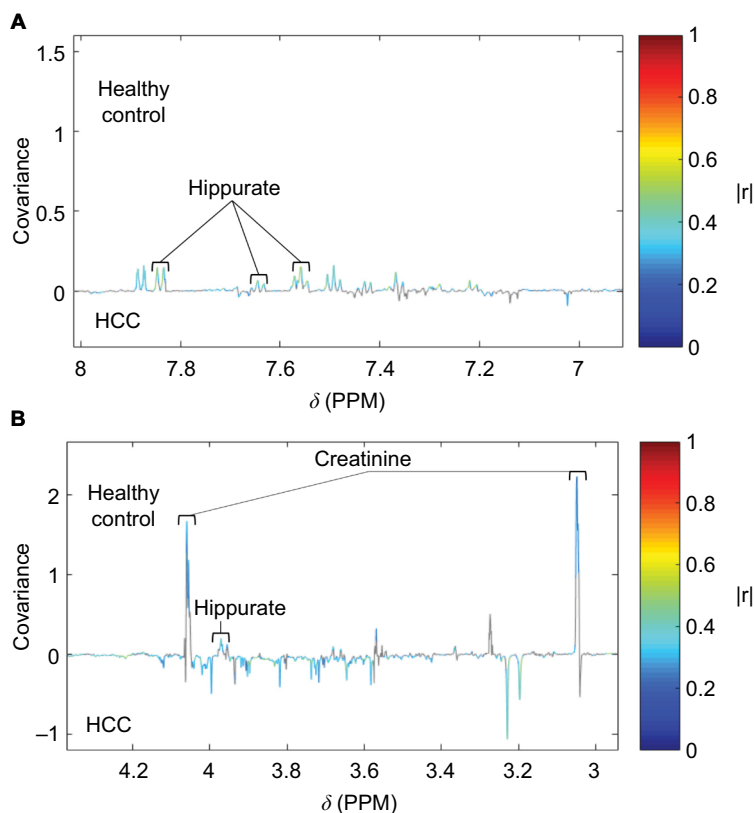 A
1.5
1
0.5
0
Covariance
Healthy
control
Hippurate
HCC
8
7.8
7.6
7.4
7.2
7
δ (PPM)
1
0.8
0.6
0.4
0.2
0
|r|
B
2
1
0
–1
Covariance
Healthy
control
Creatinine
Hippurate
HCC
4.2
4
3.8
3.6
3.4
3.2
3
δ (PPM)
1
0.8
0.6
0.4
0.2
0
|r|